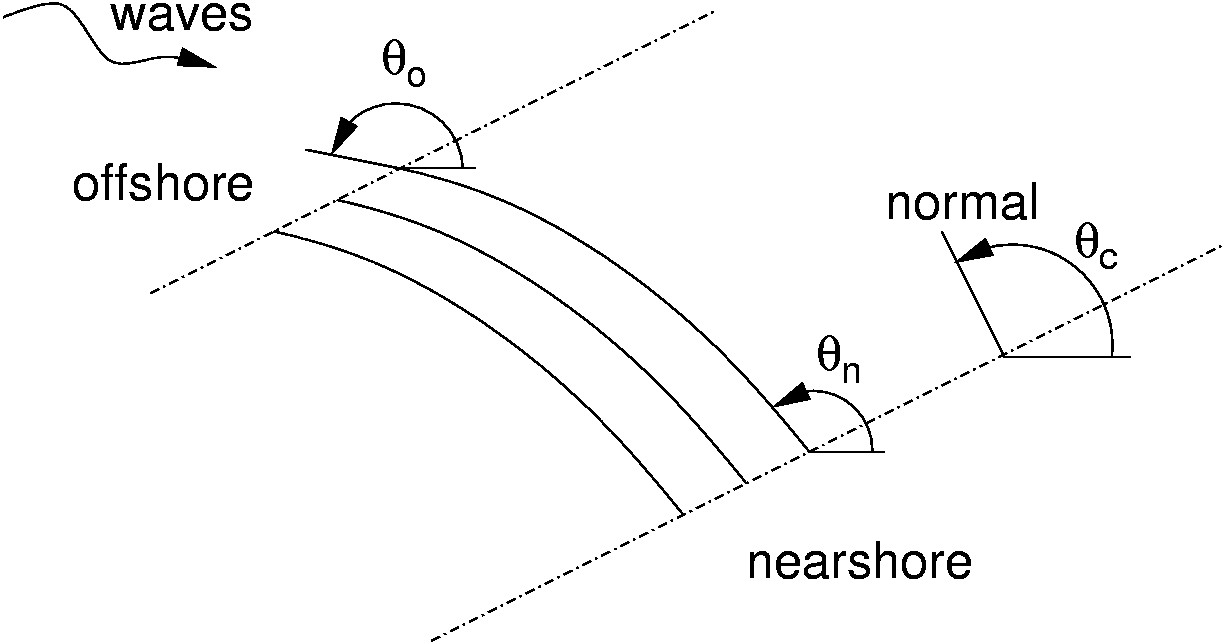 waves
θo
offshore
normal
θc
θn
nearshore